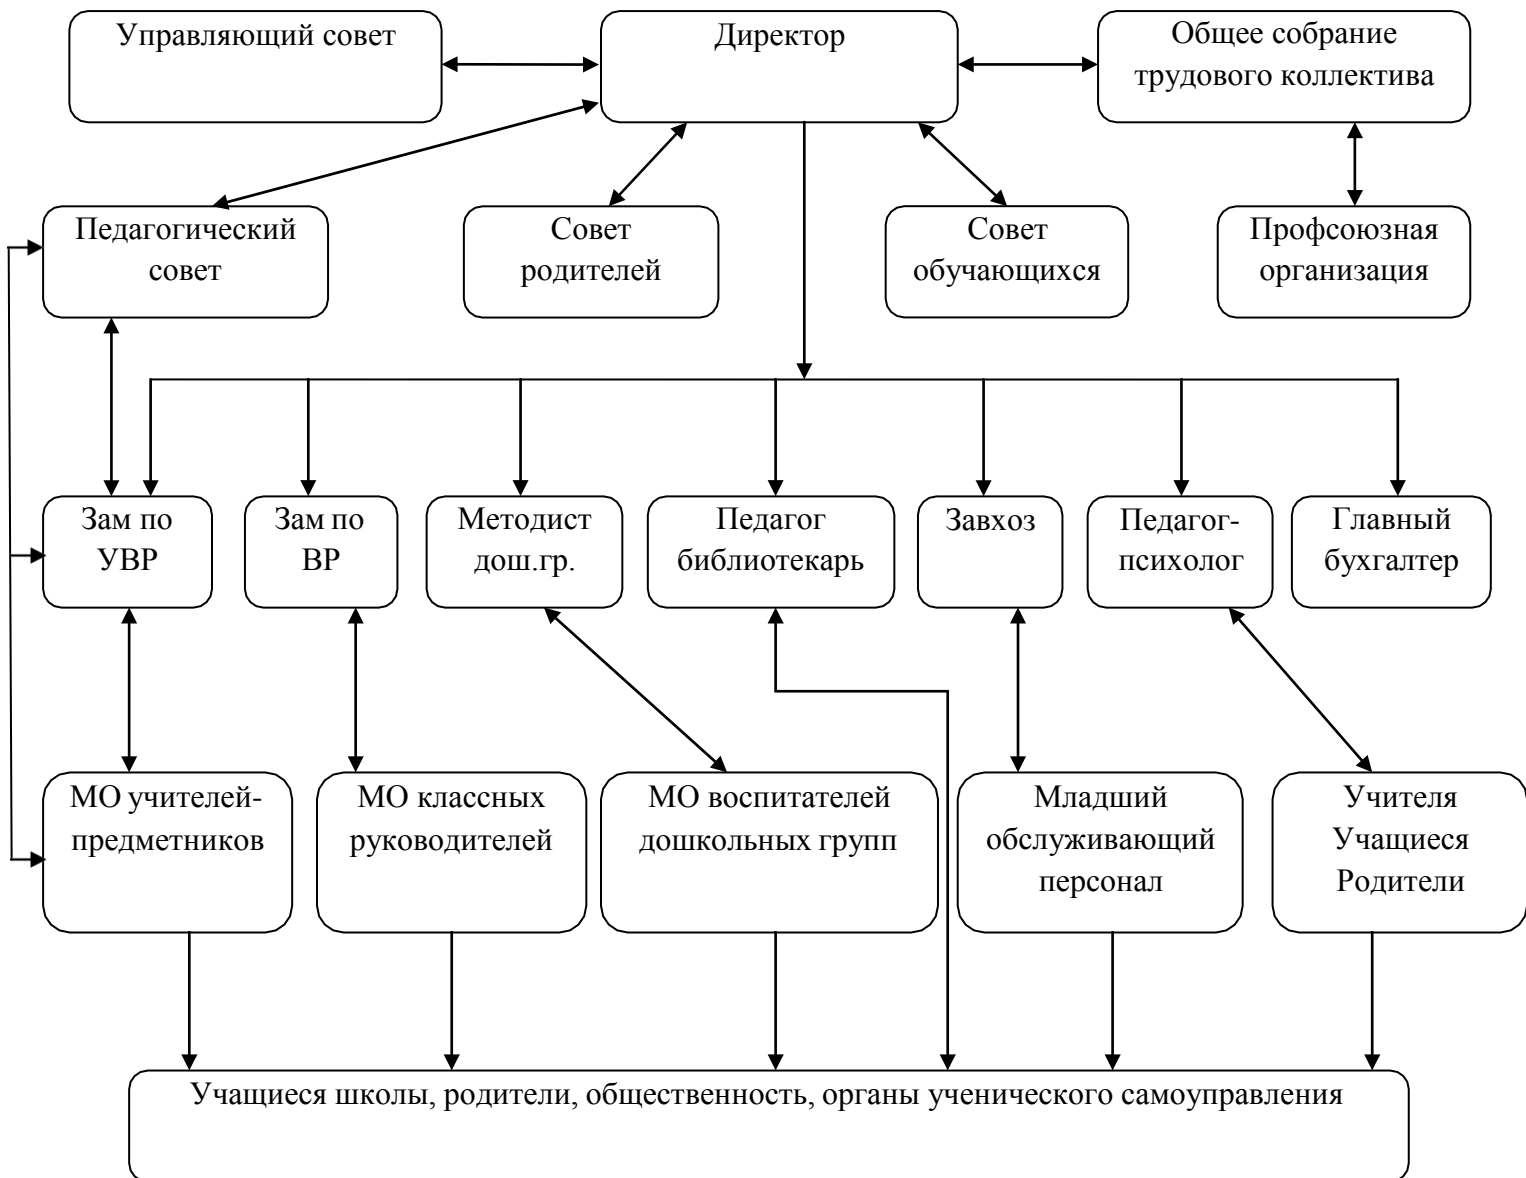 Управляющий совет
Директор
Общее собрание
трудового коллектива
Педагогический
совет
Совет
родителей
Совет
обучающихся
Профсоюзная
организация
Зам по
УВР
Зам по
ВР
Методист
дош.гр.
Педагог
библиотекарь
Завхоз
Педагог-
психолог
Главный
бухгалтер
МО учителей-
предметников
МО классных
руководителей
МО воспитателей
дошкольных групп
Младший
обслуживающий
персонал
Учителя
Учащиеся
Родители
Учащиеся школы, родители, общественность, органы ученического самоуправления